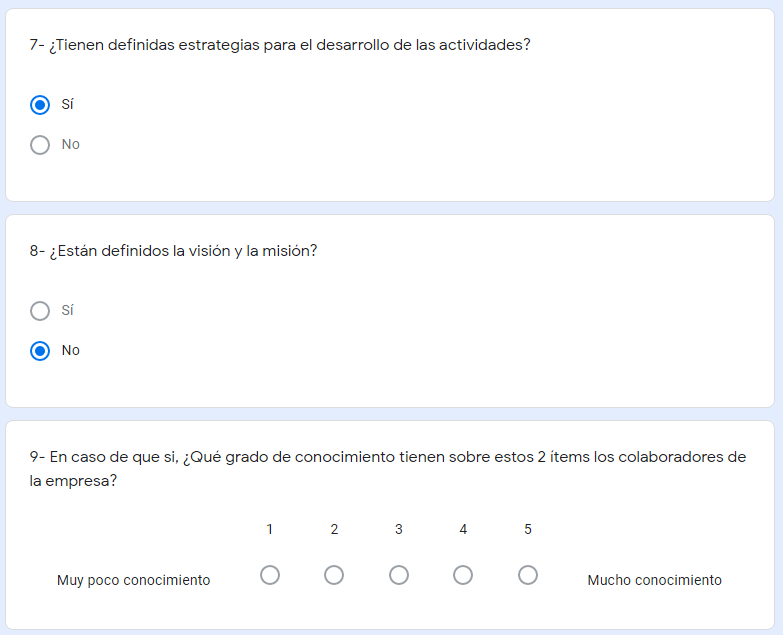 7- ¿Tienen definidas estrategias para el desarrollo de las actividades?
Sí
No
8- ¿Están definidos la visión y la misión?
Sí
No
9- En caso de que si, ¿Qué grado de conocimiento tienen sobre estos 2 ítems los colaboradores de
la empresa?
1 2 3 4 5
Muy poco conocimiento Mucho conocimiento